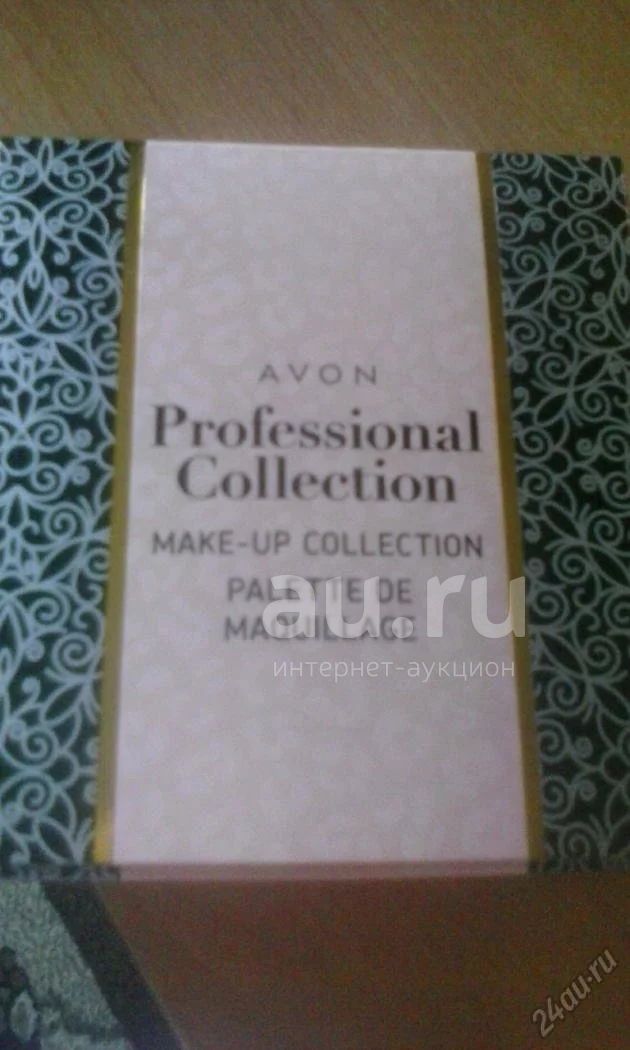 AVON
Professional
Collection
MAKE-UP COLLECTION
PALETTE DE
MAQUILLAGE
au.ru
интернет-аукцион
24au.ru